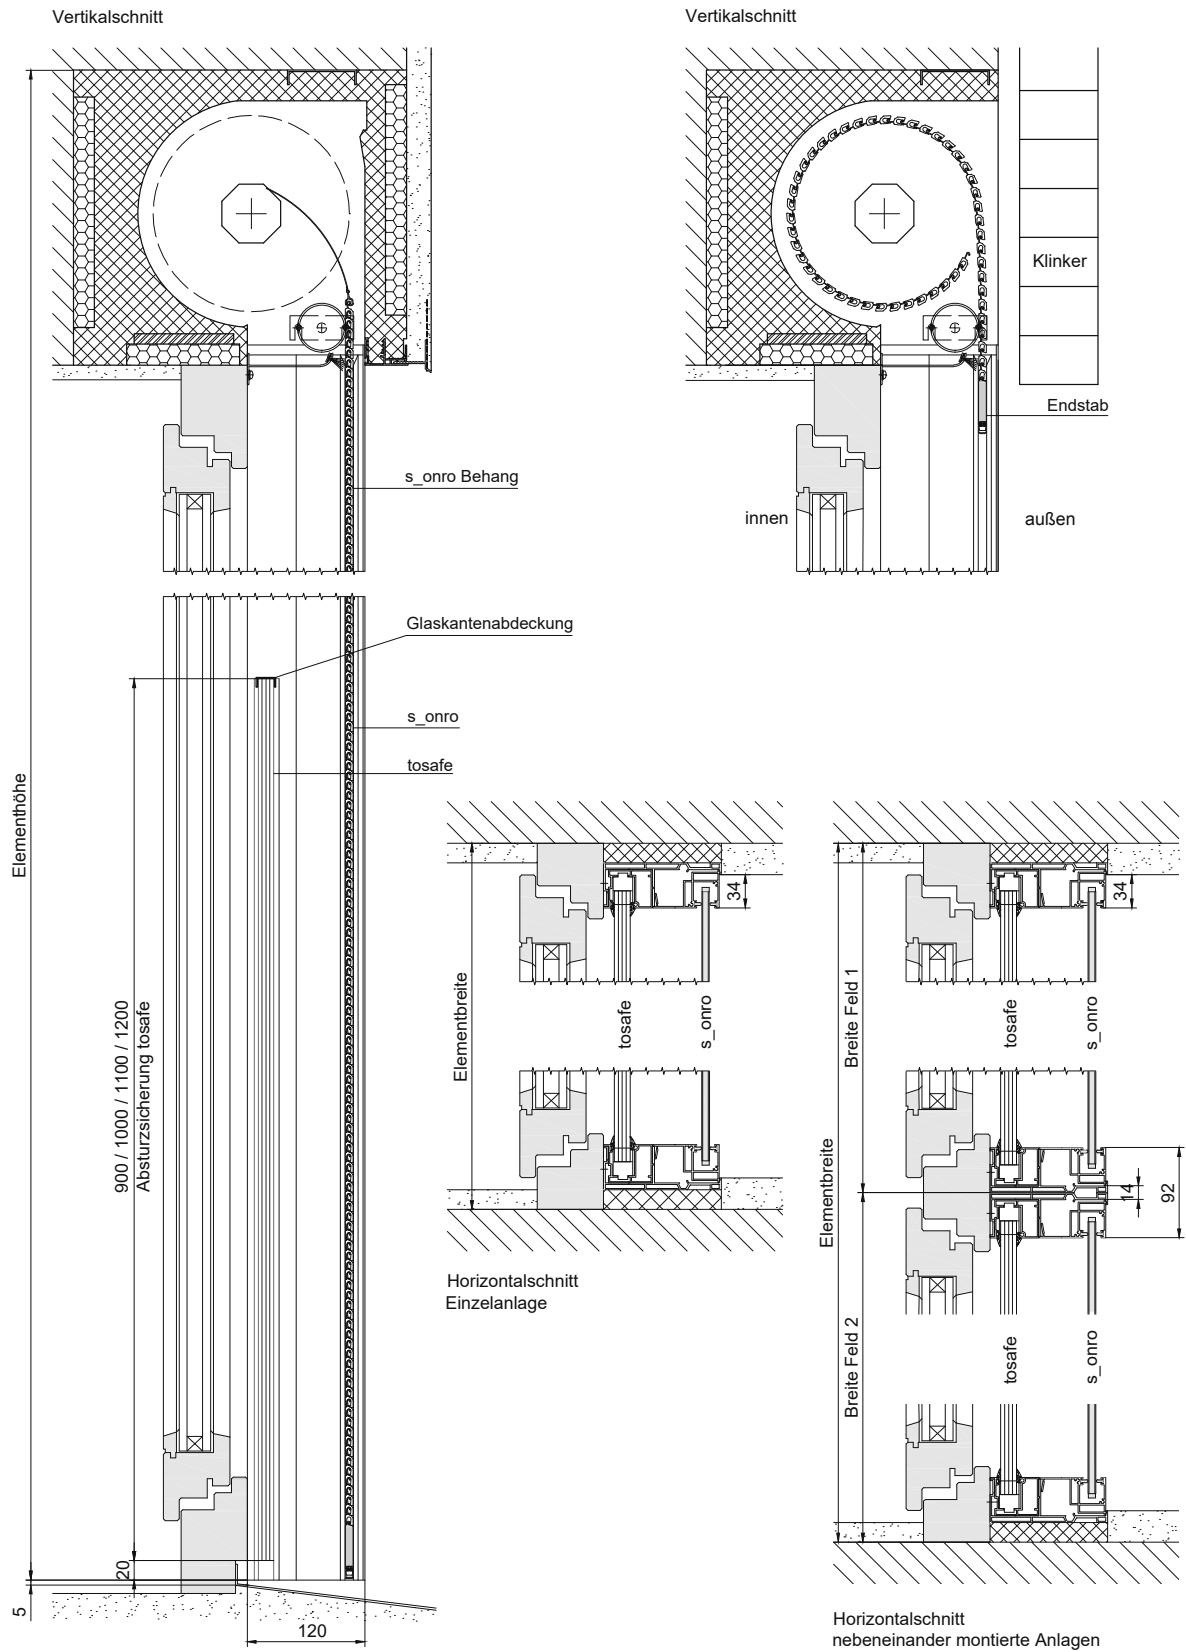 Vertikalschnitt
Vertikalschnitt
Klinker
Endstab
s_onro Behang
innen
außen
Glaskantenabdeckung
s_onro
tosafe
Elementhöhe
900 / 1000 / 1100 / 1200
Absturzsicherung tosafe
20
5
120
Elementbreite
34
tosafe
s_onro
Horizontalschnitt
Einzelanlage
Elementbreite
Breite Feld 1
Breite Feld 2
34
tosafe
s_onro
14
92
tosafe
s_onro
Horizontalschnitt
nebeneinander montierte Anlagen